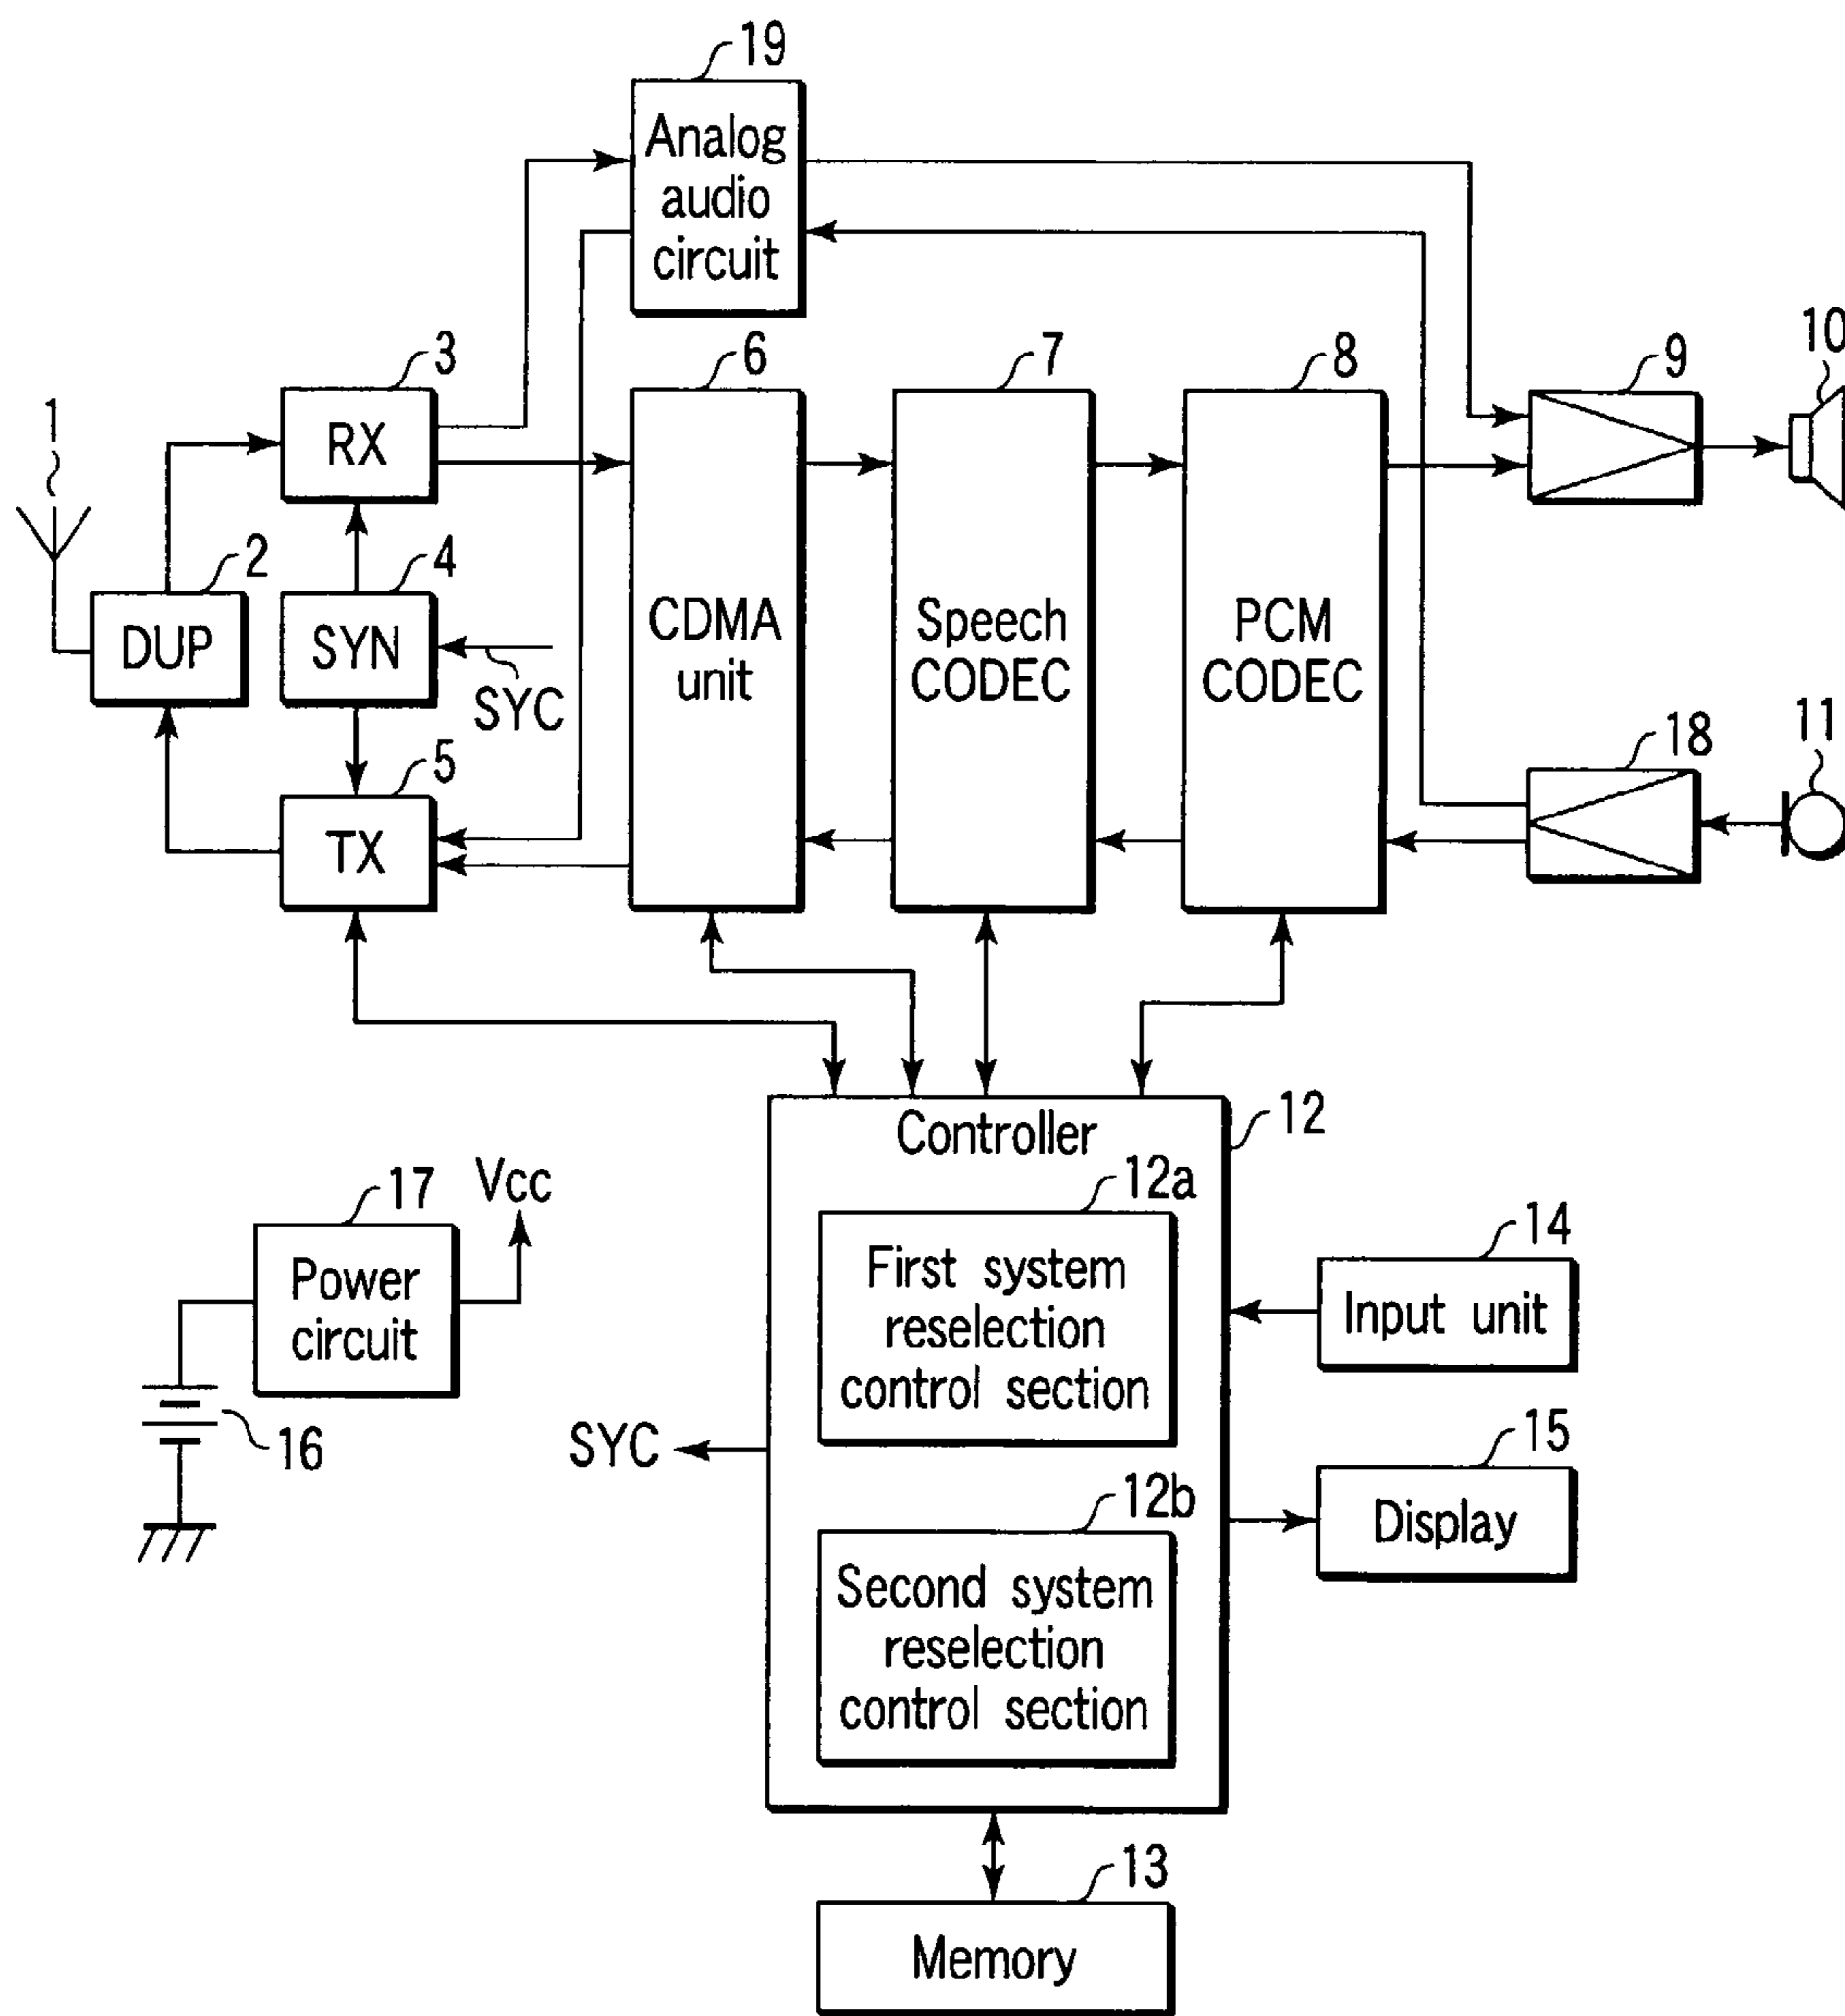 19
Analog
audio
circuit
1
3
RX
6
CDMA
unit
7
Speech
CODEC
8
PCM
CODEC
9
10
2
DUP
4
SYN
SYC
5
TX
18
11
12
Controller
12a
First system
reselection
control section
12b
Second system
reselection
control section
17
Power
circuit
Vcc
16
SYC
14
Input unit
15
Display
13
Memory